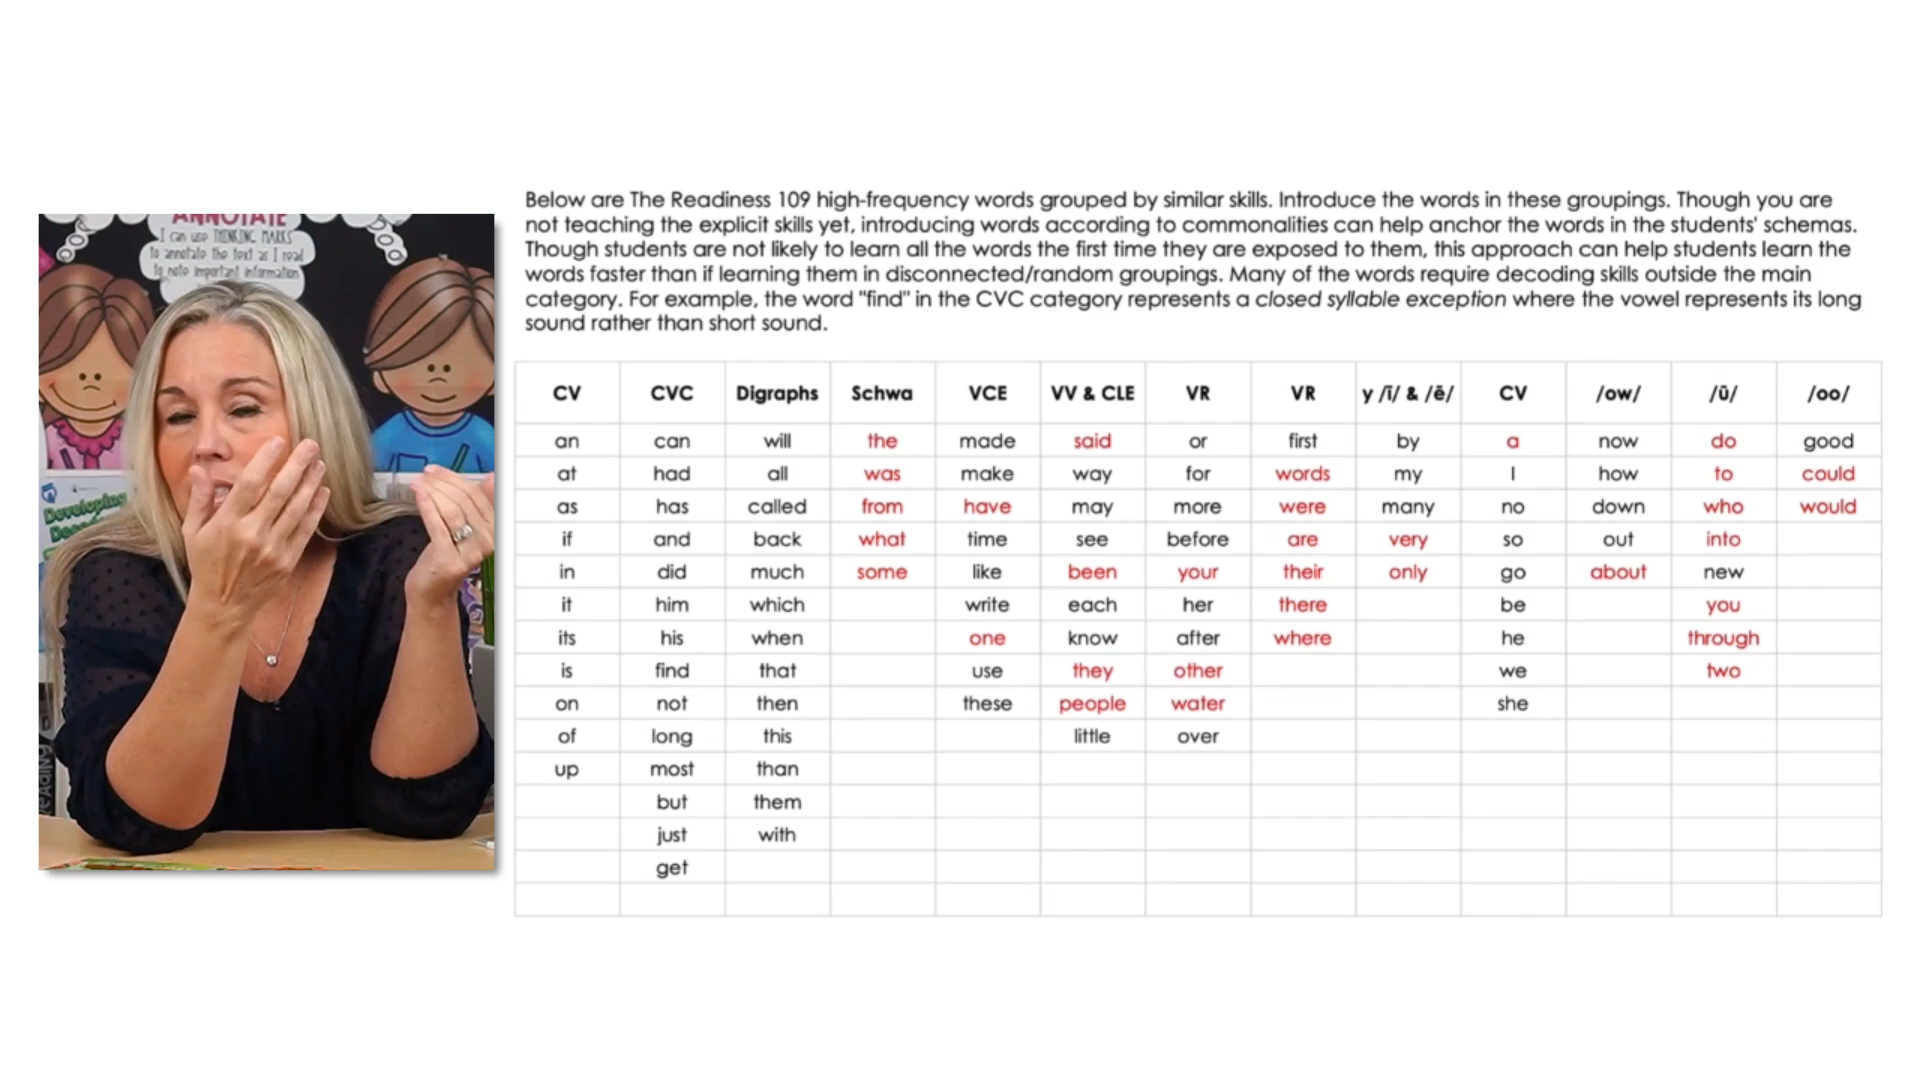 ANNOTATE
I can use THINKING MARKS
to annotate the text as I read
to note important information
Developing
READING
Below are The Readiness 109 high-frequency words grouped by similar skills. Introduce the words in these groupings. Though you are
not teaching the explicit skills yet, introducing words according to commonalities can help anchor the words in the students' schemas.
Though students are not likely to learn all the words the first time they are exposed to them, this approach can help students learn the
words faster than if learning them in disconnected/random groupings. Many of the words require decoding skills outside the main
category. For example, the word "find" in the CVC category represents a closed syllable exception where the vowel represents its long
sound rather than short sound.
CV CVC Digraphs Schwa VCE VV & CLE VR VR y /ī/ & /ē/ CV /ow/ /ū/ /oo/
an can will the made said or first by a now do good
at had all was make way for words my I how to could
as has called from have may more were many no down who would
if and back what time see before are very so out into
in did much some like been your their only go about new
it him which write each her there be you
its his when one know after where he through
is find that use they other we two
on not then these people water she
of long this little over
up most than
but them
just with
get